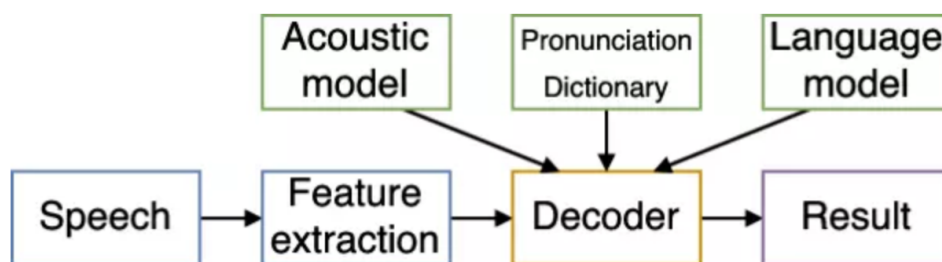 Acoustic
model
Pronunciation
Dictionary
Language
model
Speech
Feature
extraction
Decoder
Result